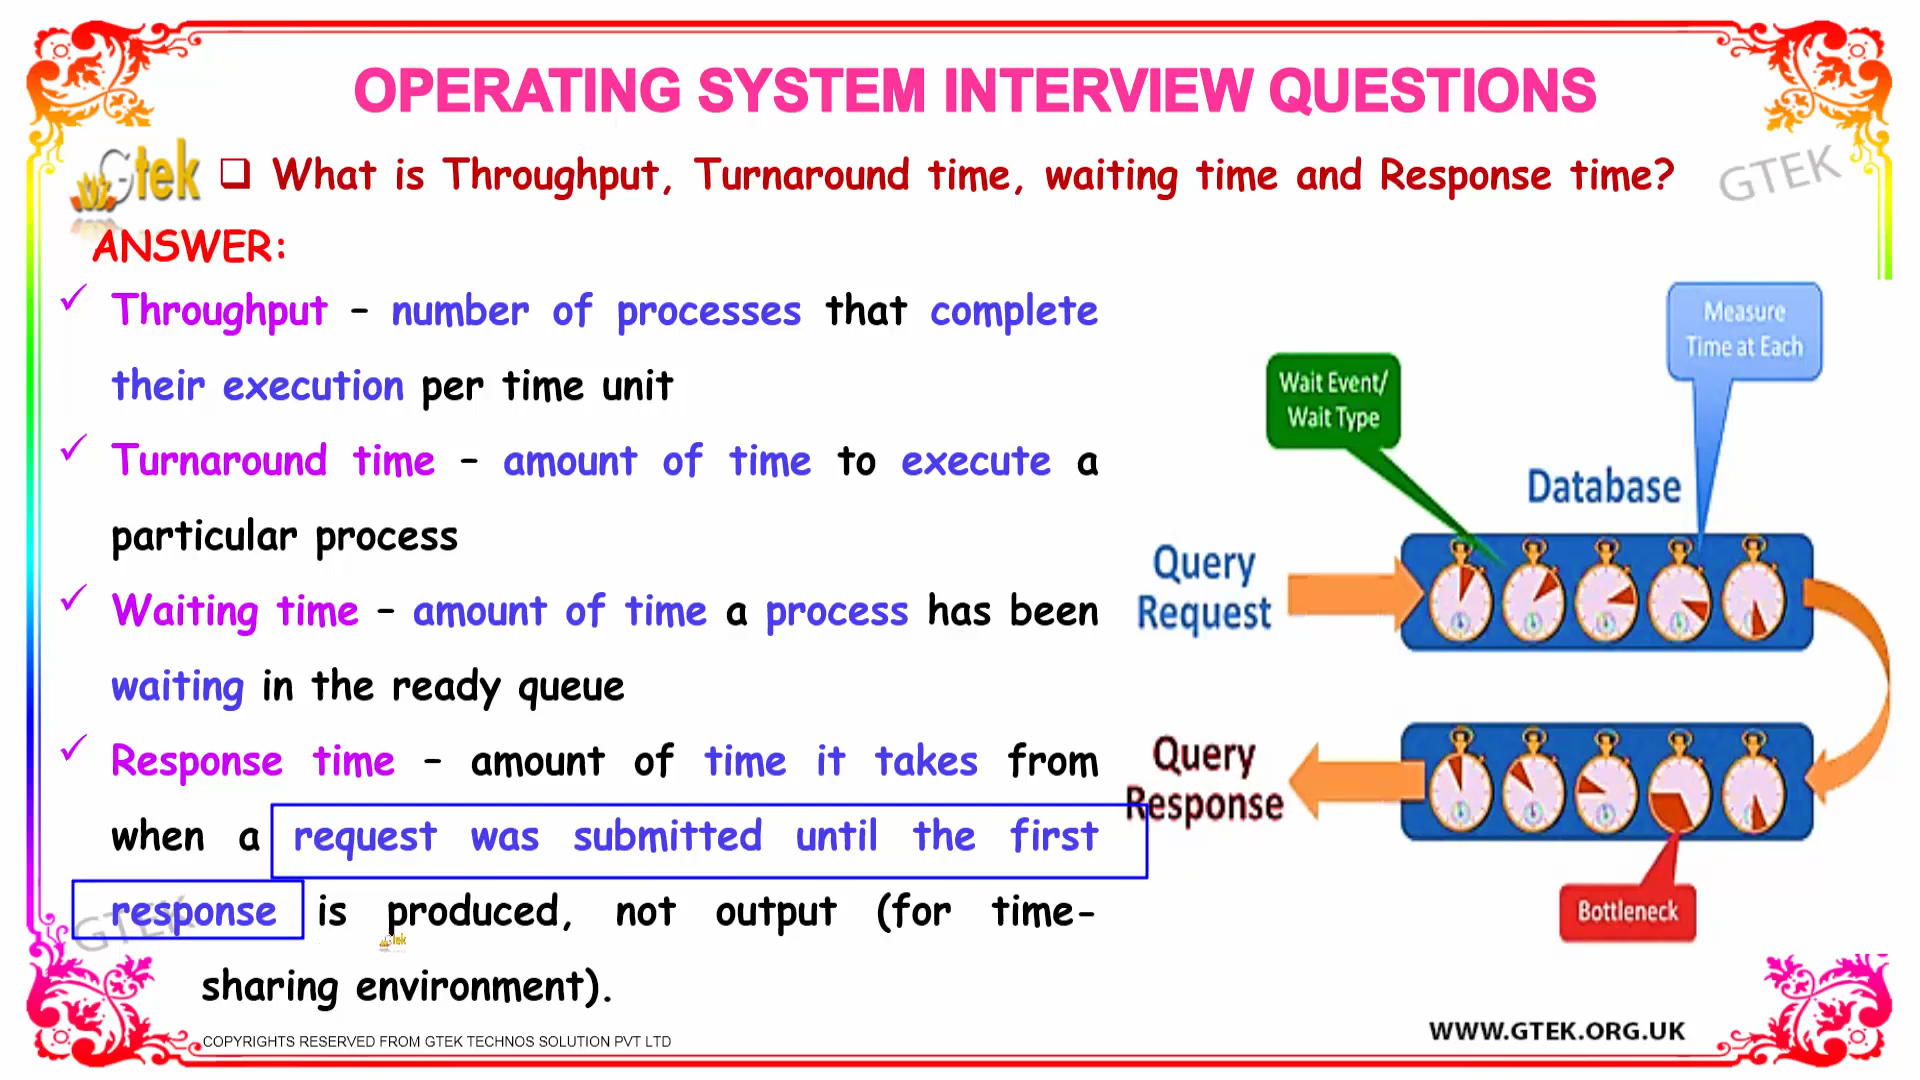 OPERATING SYSTEM INTERVIEW QUESTIONS
Gtek
❑ What is Throughput, Turnaround time, waiting time and Response time?
GTEK
ANSWER:
✓ Throughput – number of processes that complete
their execution per time unit
✓ Turnaround time – amount of time to execute a
particular process
✓ Waiting time – amount of time a process has been
waiting in the ready queue
✓ Response time – amount of time it takes from
when a request was submitted until the first
response is produced, not output (for time-
sharing environment).
GTEK
Gtek
Measure
Time at Each
Wait Event/
Wait Type
Database
Query
Request
Query
Response
Bottleneck
COPYRIGHTS RESERVED FROM GTEK TECHNOS SOLUTION PVT LTD
WWW.GTEK.ORG.UK